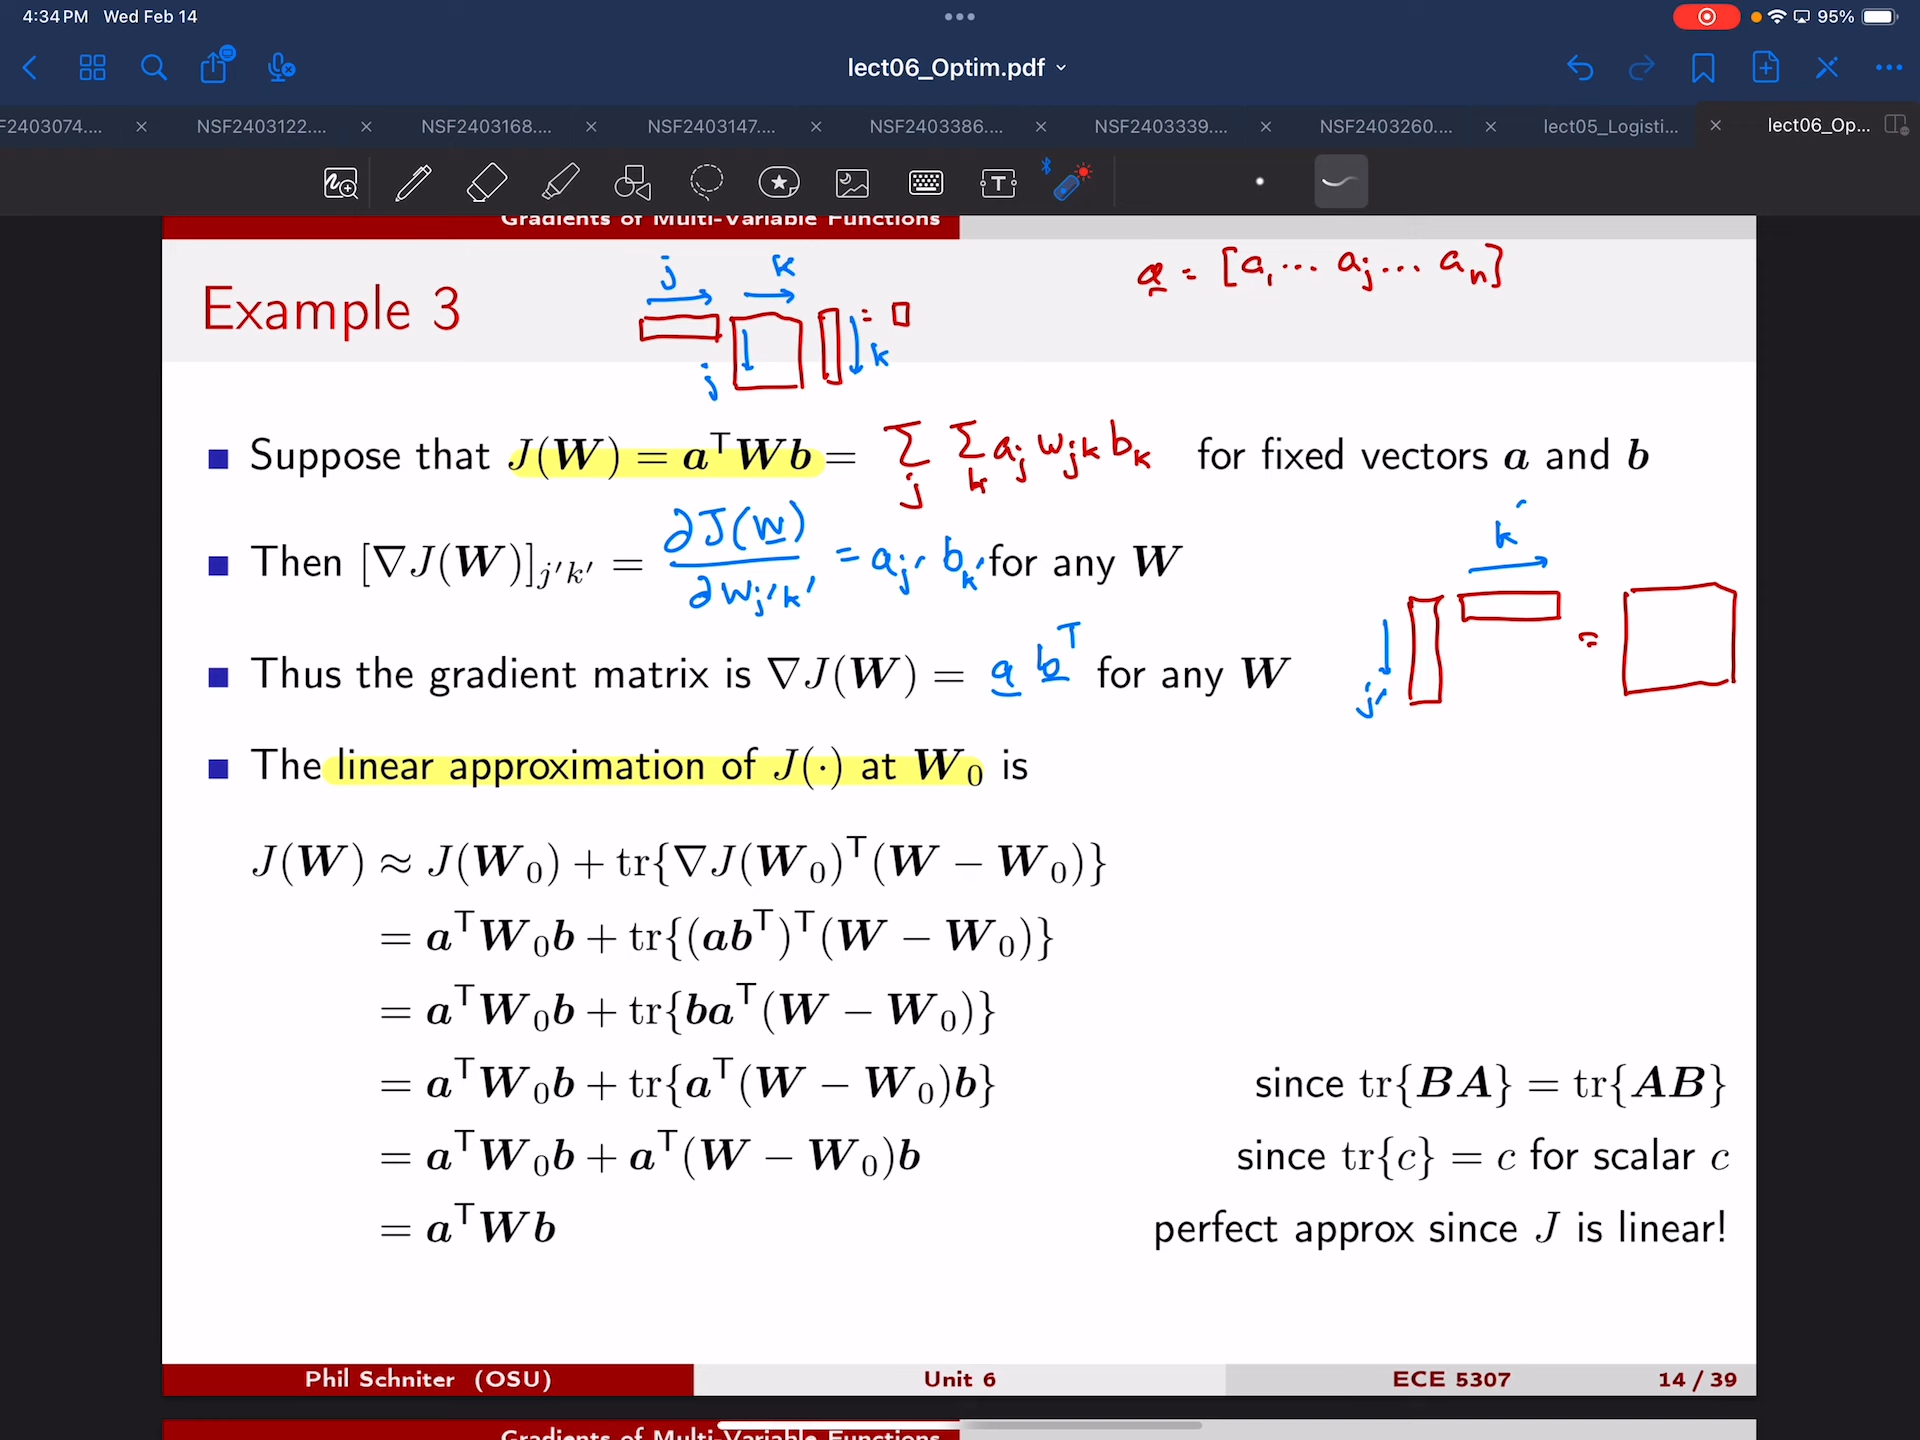 4:34 PM Wed Feb 14 95%
lect06_Optim.pdf
F2403074.... NSF2403122.... NSF2403168.... NSF2403147.... NSF2403386.... NSF2403339.... NSF2403260.... lect05_Logisti... lect06_Op...
Gradients of Multi-Variable Functions
Example 3
j k
= □
j k
a = [a₁ ... aⱼ ... aₙ]
Suppose that J(W) = aᵀWb = Σⱼ Σₖ aⱼ wⱼₖ bₖ for fixed vectors a and b
Then [∇J(W)]_{j′k′} = ∂J(W)/∂w_{j′k′} = a_{j′} b_{k′} for any W
k′
Thus the gradient matrix is ∇J(W) = a bᵀ for any W
j′ =
The linear approximation of J(·) at W₀ is
J(W) ≈ J(W₀) + tr{∇J(W₀)ᵀ(W − W₀)}
= aᵀW₀b + tr{(abᵀ)ᵀ(W − W₀)}
= aᵀW₀b + tr{baᵀ(W − W₀)}
= aᵀW₀b + tr{aᵀ(W − W₀)b} since tr{BA} = tr{AB}
= aᵀW₀b + aᵀ(W − W₀)b since tr{c} = c for scalar c
= aᵀWb perfect approx since J is linear!
Phil Schniter (OSU) Unit 6 ECE 5307 14 / 39
Gradients of Multi-Variable Functions